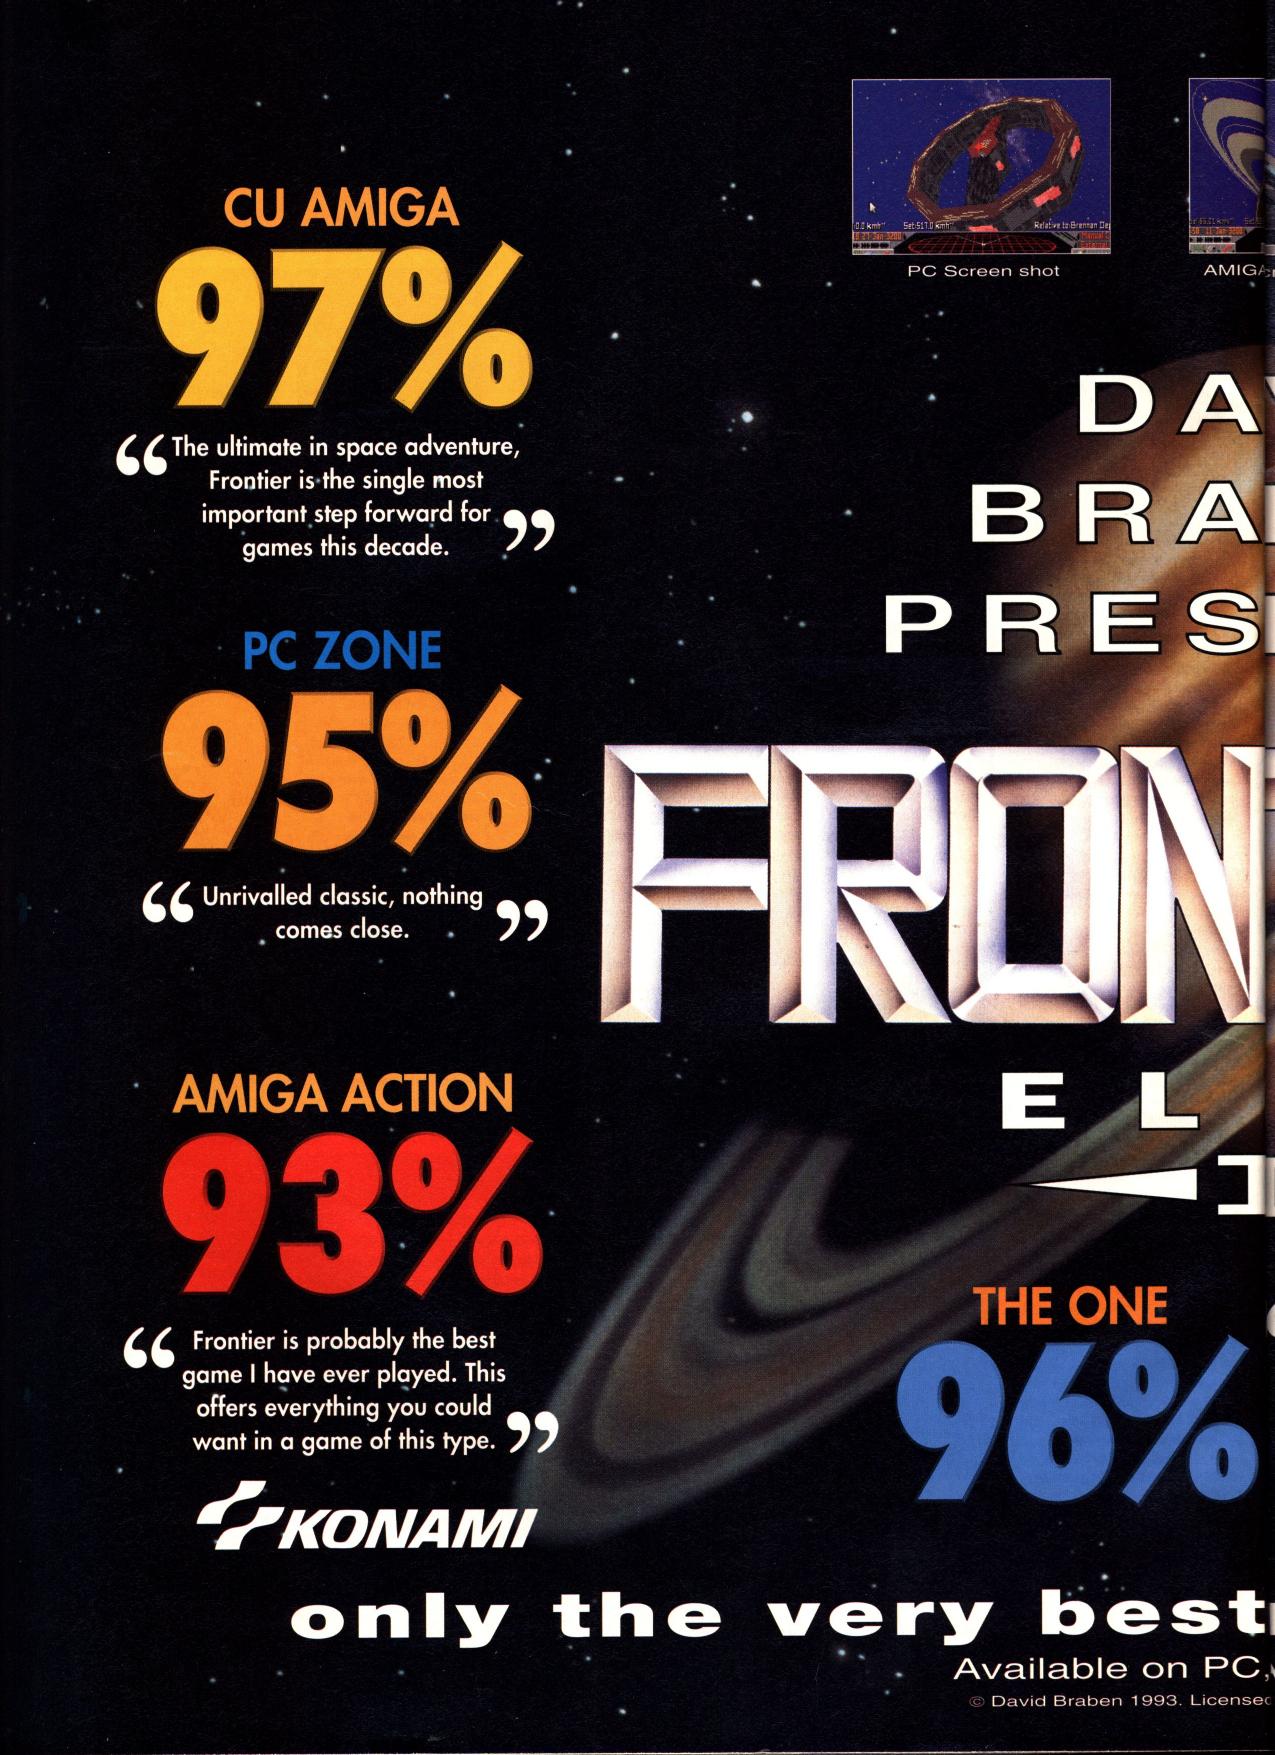 CU AMIGA
97%
“The ultimate in space adventure,
Frontier is the single most
important step forward for
games this decade.”
PC ZONE
95%
“Unrivalled classic, nothing
comes close.”
AMIGA ACTION
93%
“Frontier is probably the best
game I have ever played. This
offers everything you could
want in a game of this type.”
KONAMI
PC Screen shot
AMIGA
DA
BRA
PRES
FRON
EL
THE ONE
96%
only the very best
Available on PC,
© David Braben 1993. Licensed